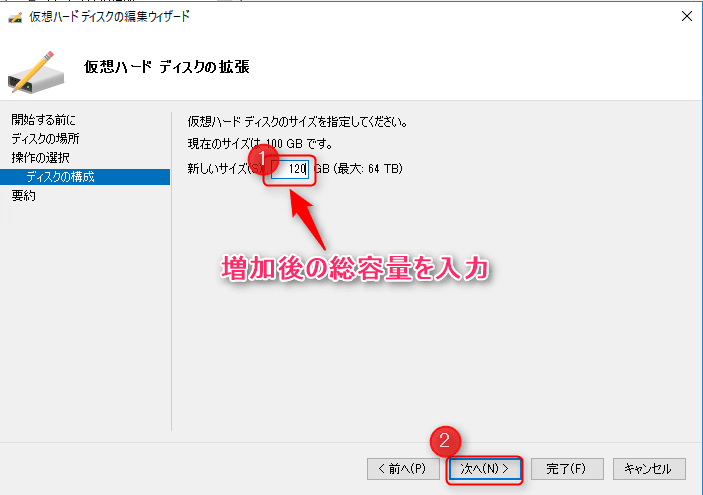 仮想ハード ディスクの編集ウィザード
仮想ハード ディスクの拡張
開始する前に
ディスクの場所
操作の選択
ディスクの構成
要約
仮想ハード ディスクのサイズを指定してください。
現在のサイズは 100 GB です。
1
新しいサイズ(S): 120 GB (最大: 64 TB)
増加後の総容量を入力
2
< 前へ(P) 次へ(N) > 完了(F) キャンセル